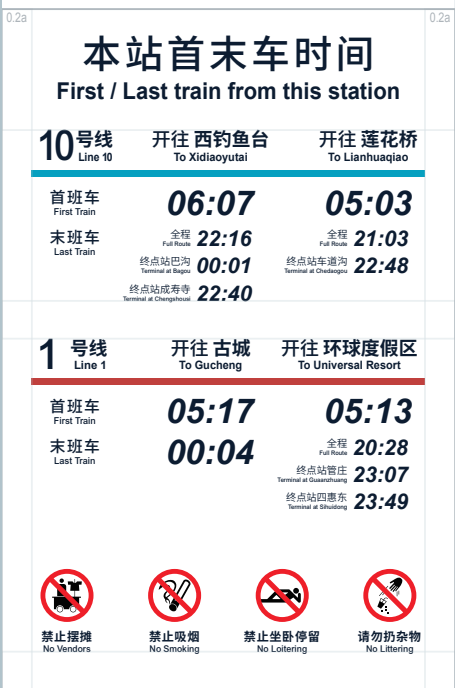 0.2a 0.2a
本站首末车时间
First / Last train from this station
10号线 开往 西钓鱼台 开往 莲花桥
Line 10 To Xidiaoyutai To Lianhuaqiao
首班车 06:07 05:03
First Train
末班车 全程 22:16 全程 21:03
Last Train Full Route Full Route
终点站巴沟 00:01 终点站车道沟 22:48
Terminal at Bagou Terminal at Chedaogou
终点站成寿寺 22:40
Terminal at Chengshousi
1 号线 开往 古城 开往 环球度假区
Line 1 To Gucheng To Universal Resort
首班车 05:17 05:13
First Train
末班车 00:04 全程 20:28
Last Train Full Route
终点站管庄 23:07
Terminal at Guaanzhuang
终点站四惠东 23:49
Terminal at Sihuidong
禁止摆摊 禁止吸烟 禁止坐卧停留 请勿扔杂物
No Vendors No Smoking No Loitering No Littering